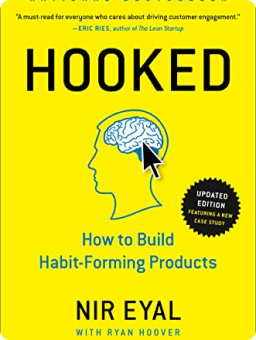 "A must-read for everyone who cares about driving customer engagement."
— ERIC RIES, author of The Lean Startup
HOOKED
UPDATED
EDITION
FEATURING A NEW
CASE STUDY
How to Build
Habit-Forming Products
NIR EYAL
WITH RYAN HOOVER